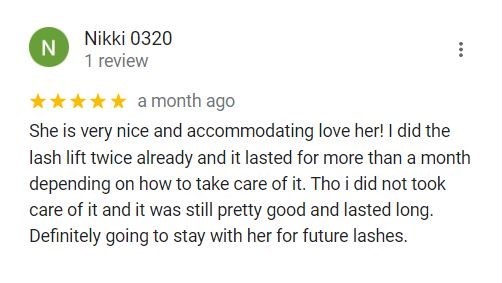 N
Nikki 0320
1 review
a month ago
She is very nice and accommodating love her! I did the
lash lift twice already and it lasted for more than a month
depending on how to take care of it. Tho i did not took
care of it and it was still pretty good and lasted long.
Definitely going to stay with her for future lashes.